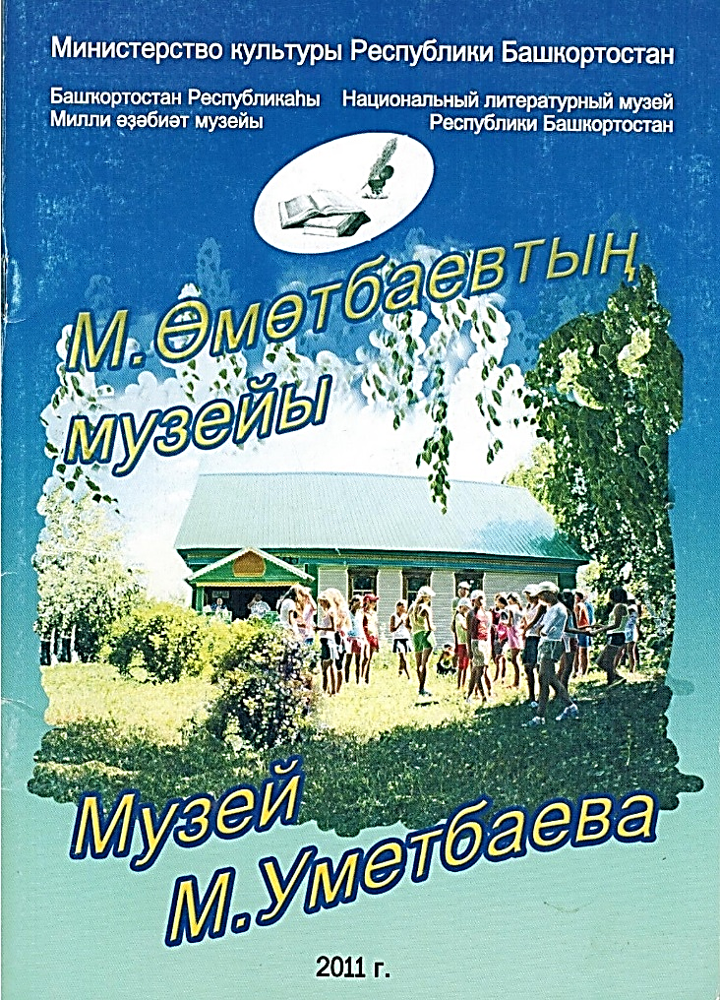 Министерство культуры Республики Башкортостан
Башҡортостан Республикаһы
Милли әҙәбиәт музейы
Национальный литературный музей
Республики Башкортостан
М.Өмөтбаевтың
музейы
Музей
М.Уметбаева
2011 г.